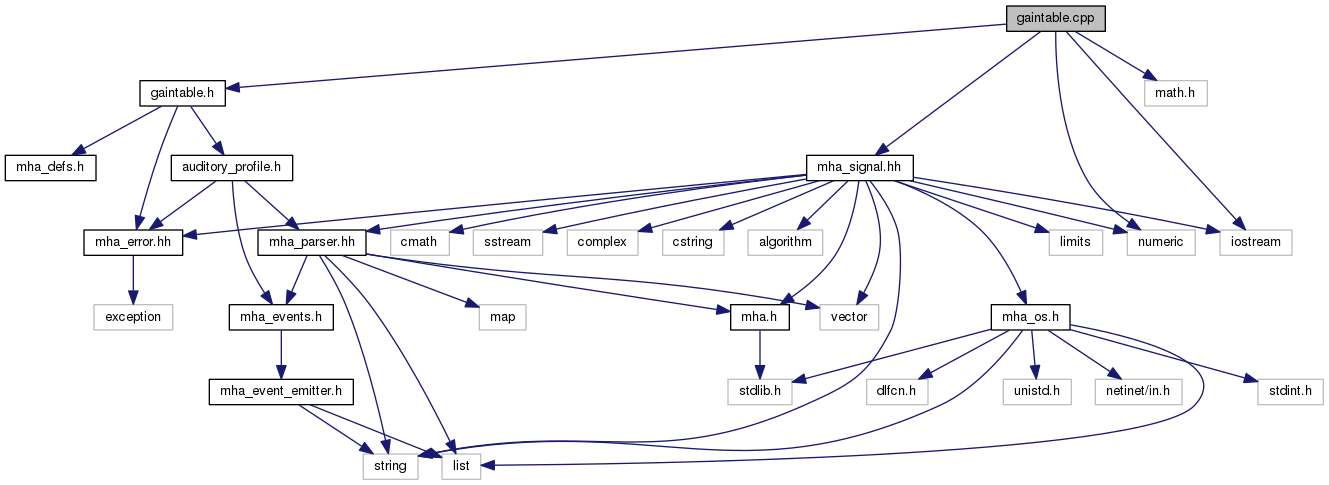 gaintable.cpp
gaintable.h
math.h
mha_defs.h
auditory_profile.h
mha_signal.hh
mha_error.hh
mha_parser.hh
cmath
sstream
complex
cstring
algorithm
limits
numeric
iostream
exception
mha_events.h
map
mha.h
vector
mha_os.h
mha_event_emitter.h
stdlib.h
dlfcn.h
unistd.h
netinet/in.h
stdint.h
string
list